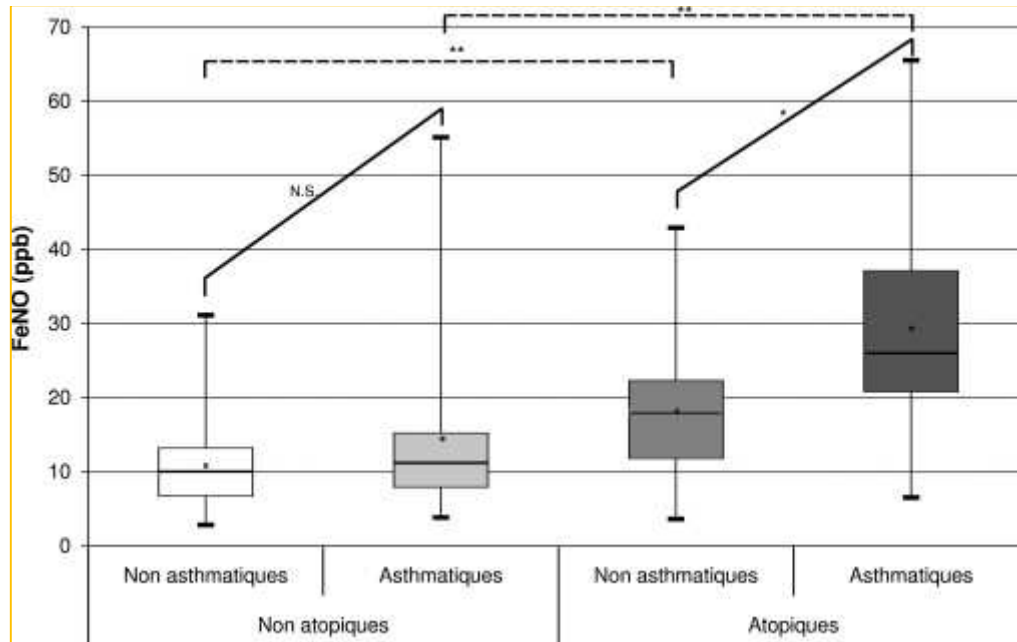 70
**
**
60
*
50
N.S.
40
30
20
10
0
FeNO (ppb)
Non asthmatiques
Asthmatiques
Non asthmatiques
Asthmatiques
Non atopiques
Atopiques